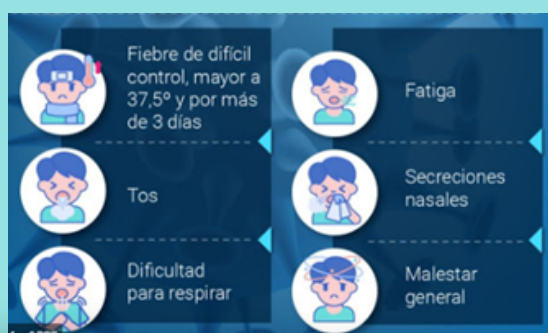 Fiebre de difícil
control, mayor a
37,5º y por más
de 3 días
Tos
Dificultad
para respirar
Fatiga
Secreciones
nasales
Malestar
general